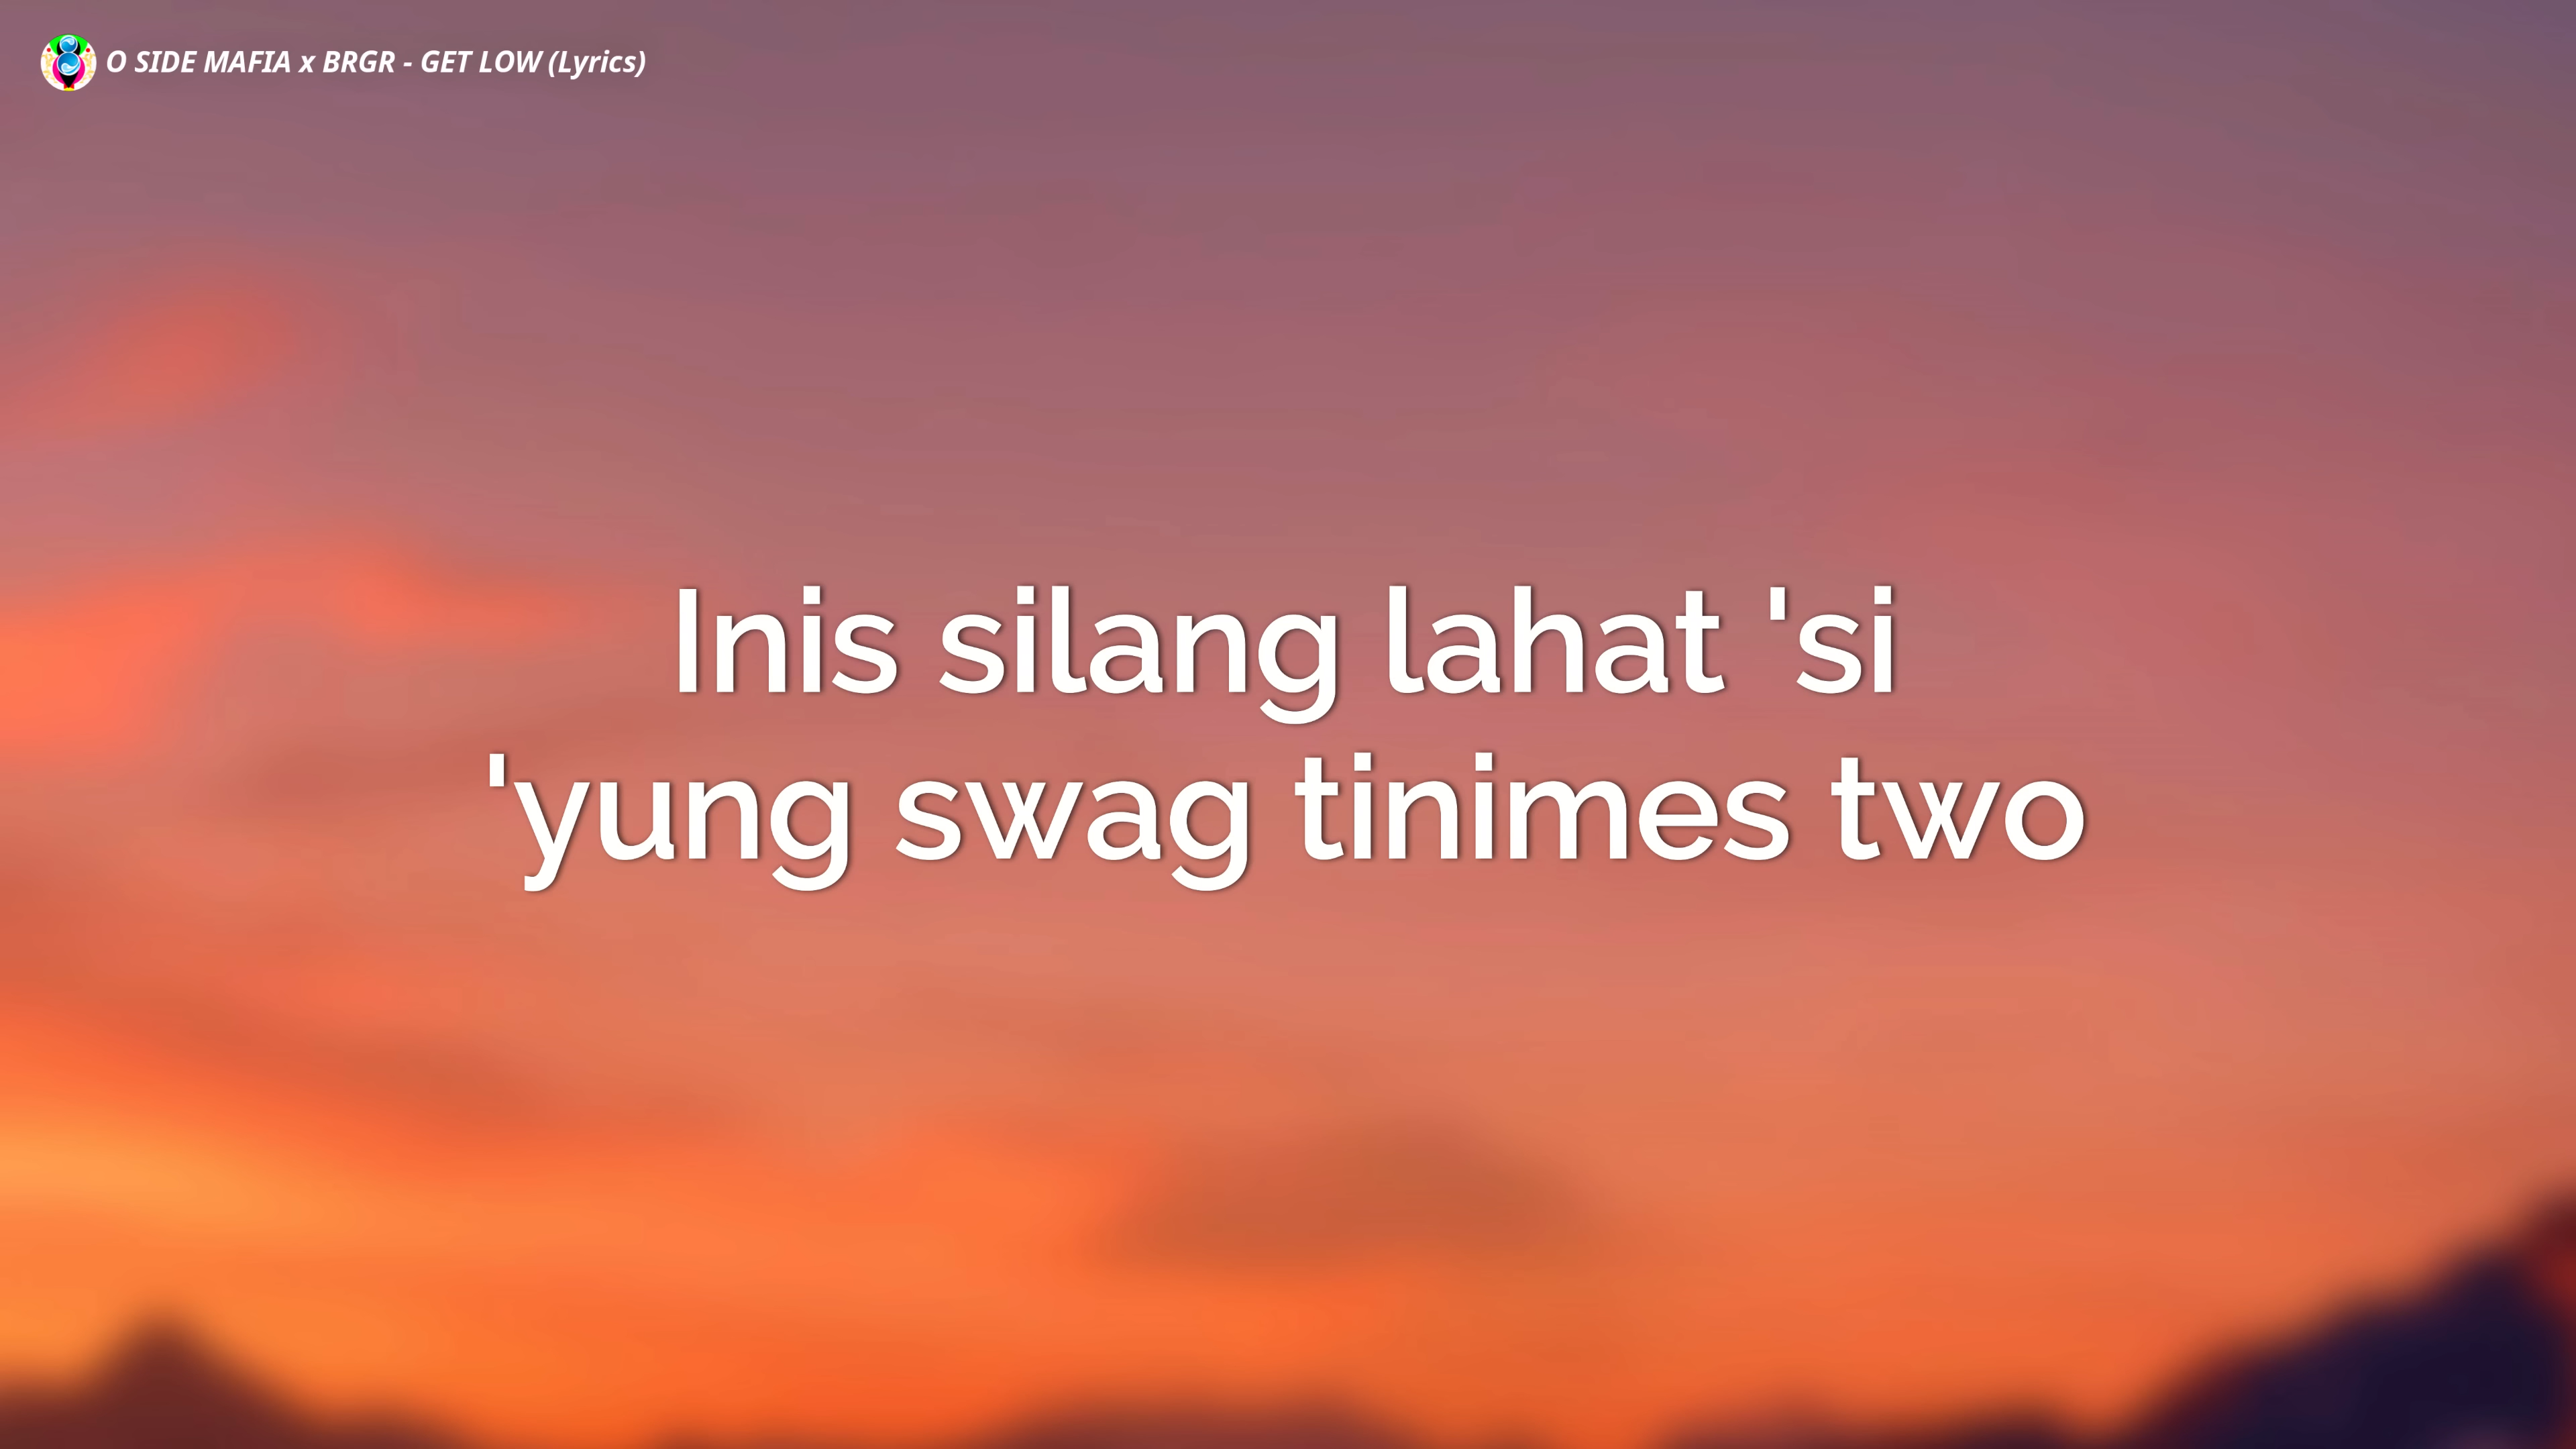 O SIDE MAFIA x BRGR - GET LOW (Lyrics)
Inis silang lahat 'si
'yung swag tinimes two